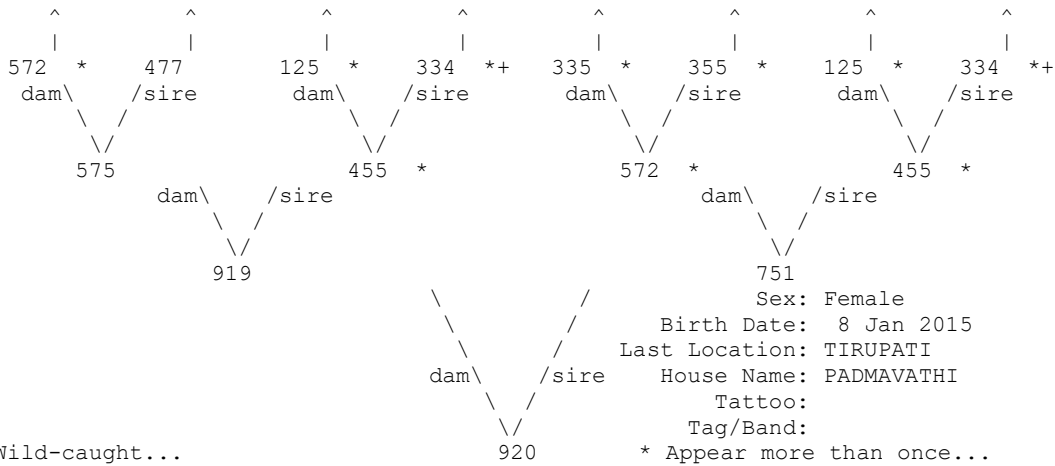 ^ ^ ^ ^ ^ ^ ^ ^
| | | | | | | |
572 * 477 125 * 334 *+ 335 * 355 * 125 * 334 *+
dam\ /sire dam\ /sire dam\ /sire dam\ /sire
\ / \ / \ / \ /
\/ \/ \/ \/
575 455 * 572 * 455 *
dam\ /sire dam\ /sire
\ / \ /
\/ \/
919 751
\ / Sex: Female
\ / Birth Date: 8 Jan 2015
\ / Last Location: TIRUPATI
dam\ /sire House Name: PADMAVATHI
\ / Tattoo:
\/ Tag/Band:
Wild-caught... 920 * Appear more than once...